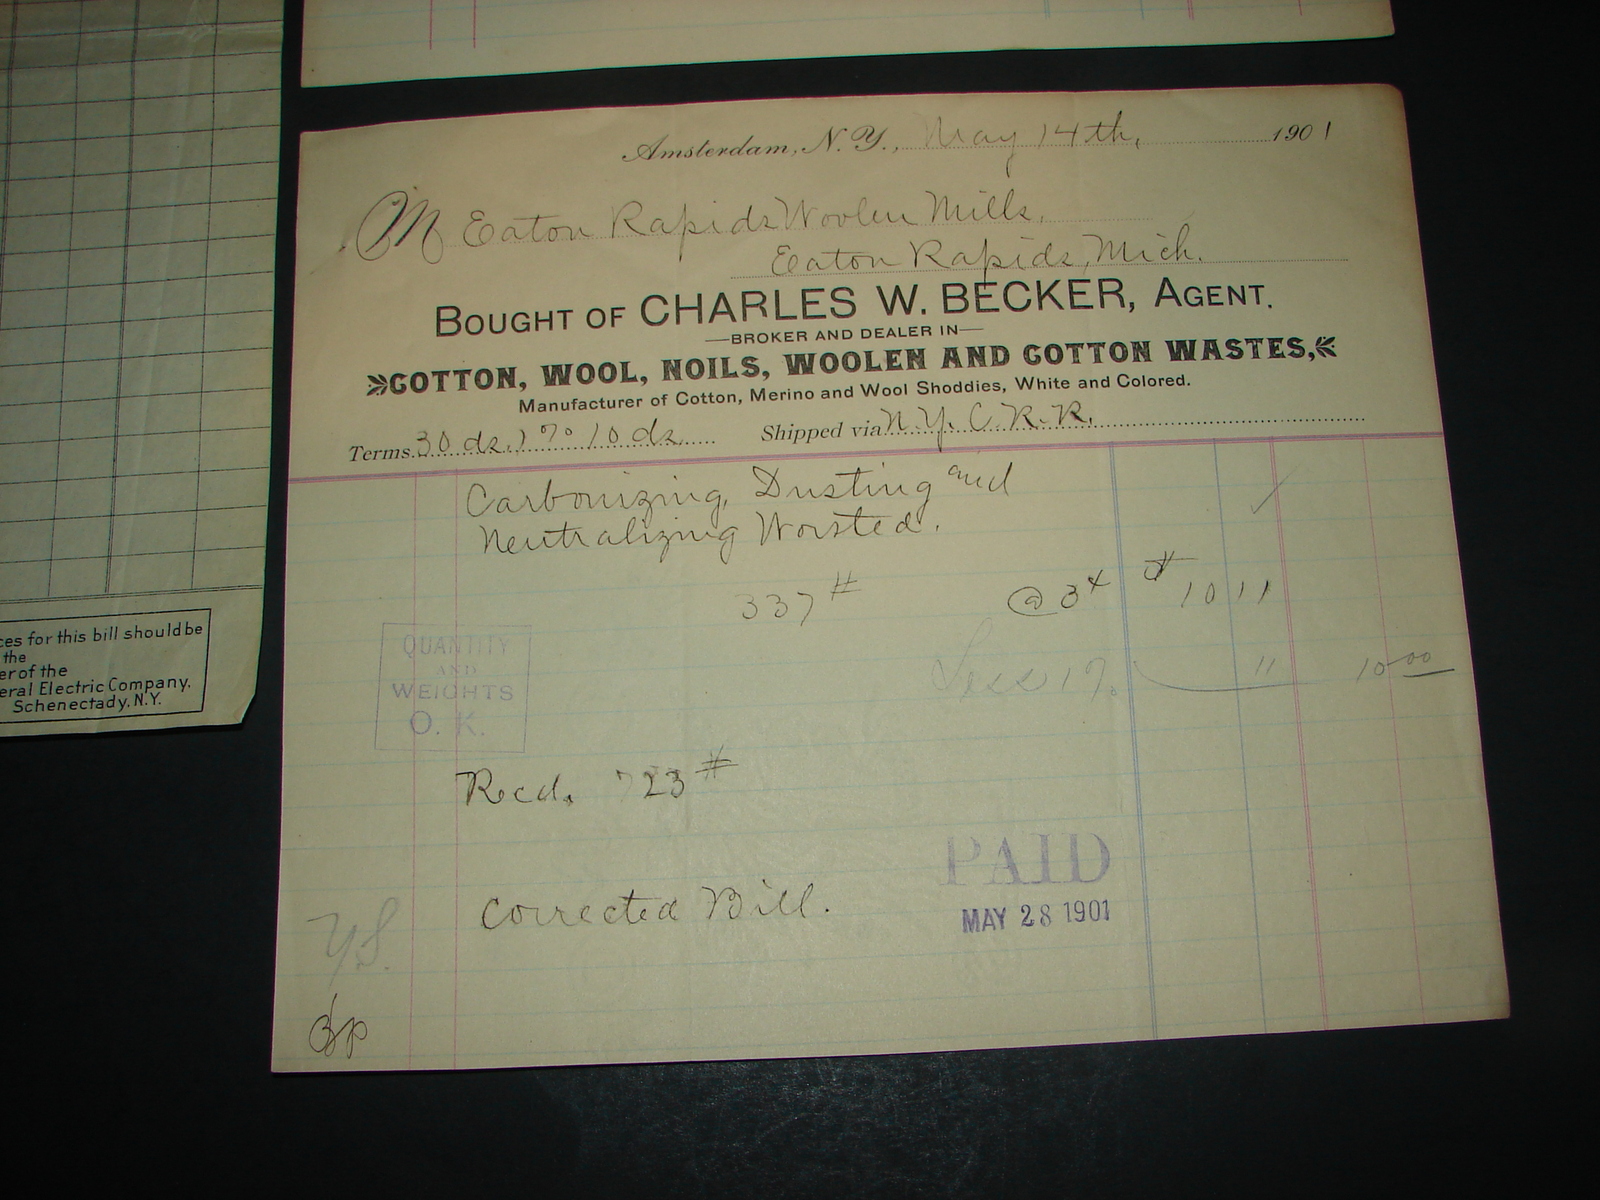 Amsterdam, N. Y., May 14th, 1901
M Eaton Rapids Woolen Mills.
Eaton Rapids, Mich.
BOUGHT OF CHARLES W. BECKER, AGENT.
BROKER AND DEALER IN
COTTON, WOOL, NOILS, WOOLEN AND COTTON WASTES,
Manufacturer of Cotton, Merino and Wool Shoddies, White and Colored.
Terms 30 ds, 1% 10 ds Shipped via N. Y. C. R. R.
Carbonizing, Dusting and
Neutralizing Worsted.
337# @ 3¢ $ 10 11
Less 1% 11 10 00
QUANTITY
AND
WEIGHTS
O. K.
Recd. 723#
PAID
MAY 28 1901
Corrected Bill.
ces for this bill should be
the
er of the
eral Electric Company.
Schenectady, N.Y.